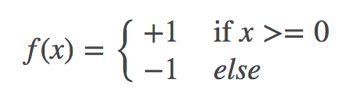 f(x) = { +1 if x >= 0
−1 else